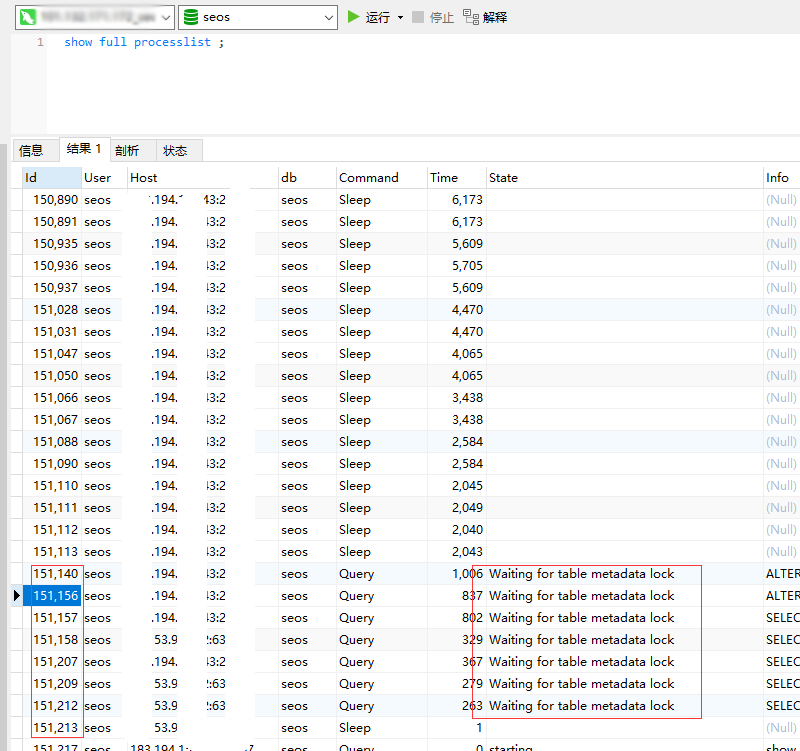 seos 运行 停止 解释
1 show full processlist ;
信息 结果 1 剖析 状态
Id User Host db Command Time State Info
150,890 seos .194.1 43:2 seos Sleep 6,173 (Null)
150,891 seos .194. 43:2 seos Sleep 6,173 (Null)
150,935 seos .194. 43:2 seos Sleep 5,609 (Null)
150,936 seos .194. 43:2 seos Sleep 5,705 (Null)
150,937 seos .194. 43:2 seos Sleep 5,609 (Null)
151,028 seos .194. 43:2 seos Sleep 4,470 (Null)
151,031 seos .194. 43:2 seos Sleep 4,470 (Null)
151,047 seos .194. 43:2 seos Sleep 4,065 (Null)
151,050 seos .194. 43:2 seos Sleep 4,065 (Null)
151,066 seos .194. 43:2 seos Sleep 3,438 (Null)
151,067 seos .194. 43:2 seos Sleep 3,438 (Null)
151,088 seos .194. 43:2 seos Sleep 2,584 (Null)
151,090 seos .194. 43:2 seos Sleep 2,584 (Null)
151,110 seos .194. 43:2 seos Sleep 2,045 (Null)
151,111 seos .194. 43:2 seos Sleep 2,049 (Null)
151,112 seos .194. 43:2 seos Sleep 2,040 (Null)
151,113 seos .194. 43:2 seos Sleep 2,043 (Null)
151,140 seos .194. 43:2 seos Query 1,006 Waiting for table metadata lock ALTER
151,156 seos .194. 43:2 seos Query 837 Waiting for table metadata lock ALTER
151,157 seos .194. 43:2 seos Query 802 Waiting for table metadata lock SELEC
151,158 seos 53.9 2:63 seos Query 329 Waiting for table metadata lock SELEC
151,207 seos .194. 43:2 seos Query 367 Waiting for table metadata lock SELEC
151,209 seos 53.9 2:63 seos Query 279 Waiting for table metadata lock SELEC
151,212 seos 53.9 2:63 seos Query 263 Waiting for table metadata lock SELEC
151,213 seos 53.9 seos Sleep 1 (Null)
151,217 seos 183.194.1 7 seos Query 0 starting show